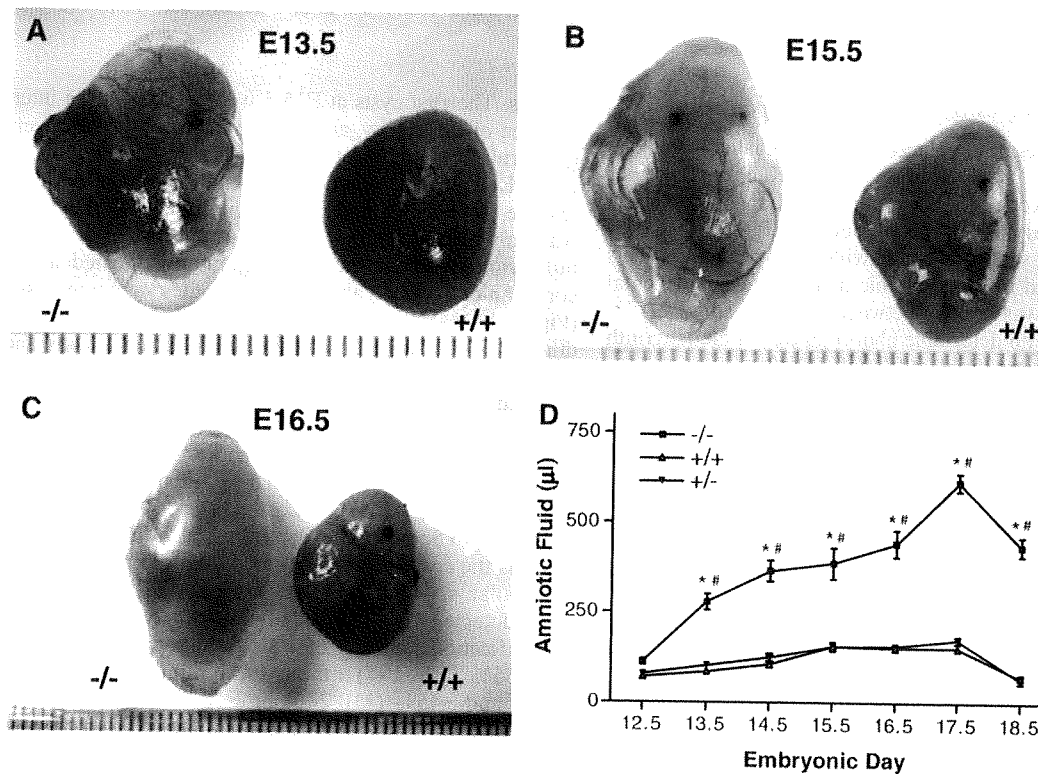 A
E13.5
-/-
+/+
B
E15.5
-/-
+/+
C
E16.5
-/-
+/+
D
-/-
+/+
+/-
Amniotic Fluid (µl)
750
500
250
0
* #
* #
* #
* #
* #
* #
12.5 13.5 14.5 15.5 16.5 17.5 18.5
Embryonic Day